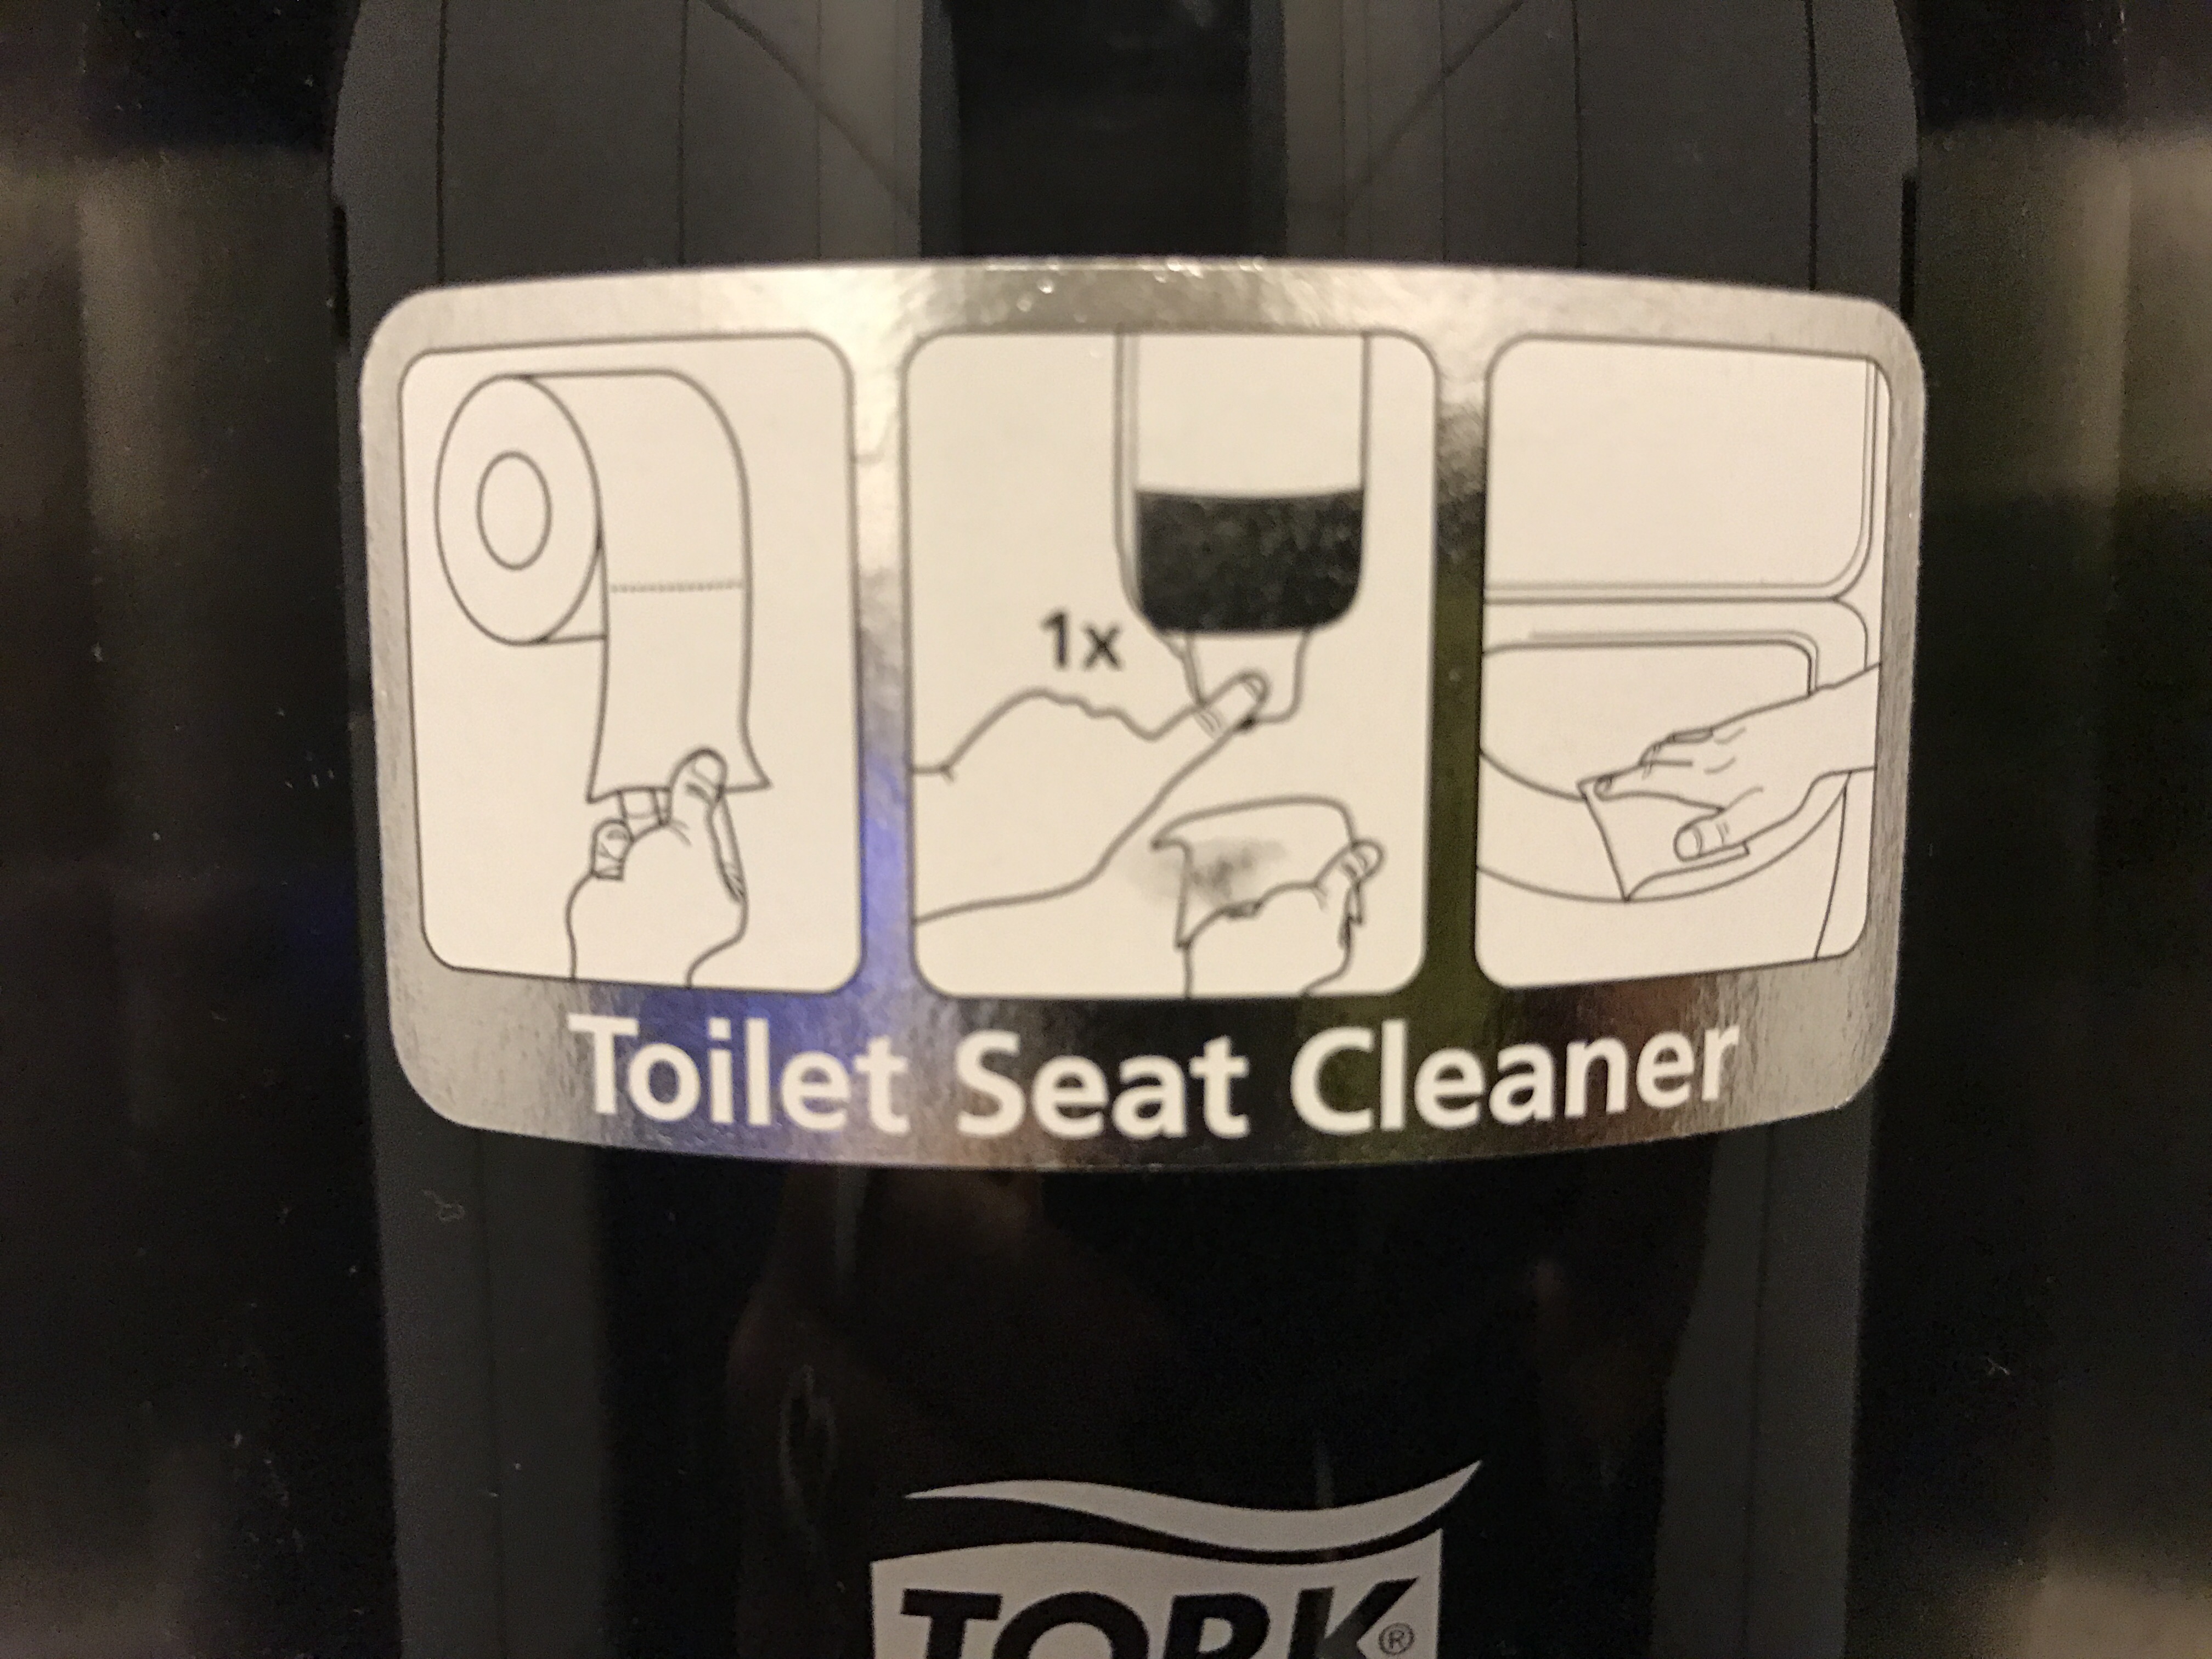 1x
Toilet Seat Cleaner
TORK®